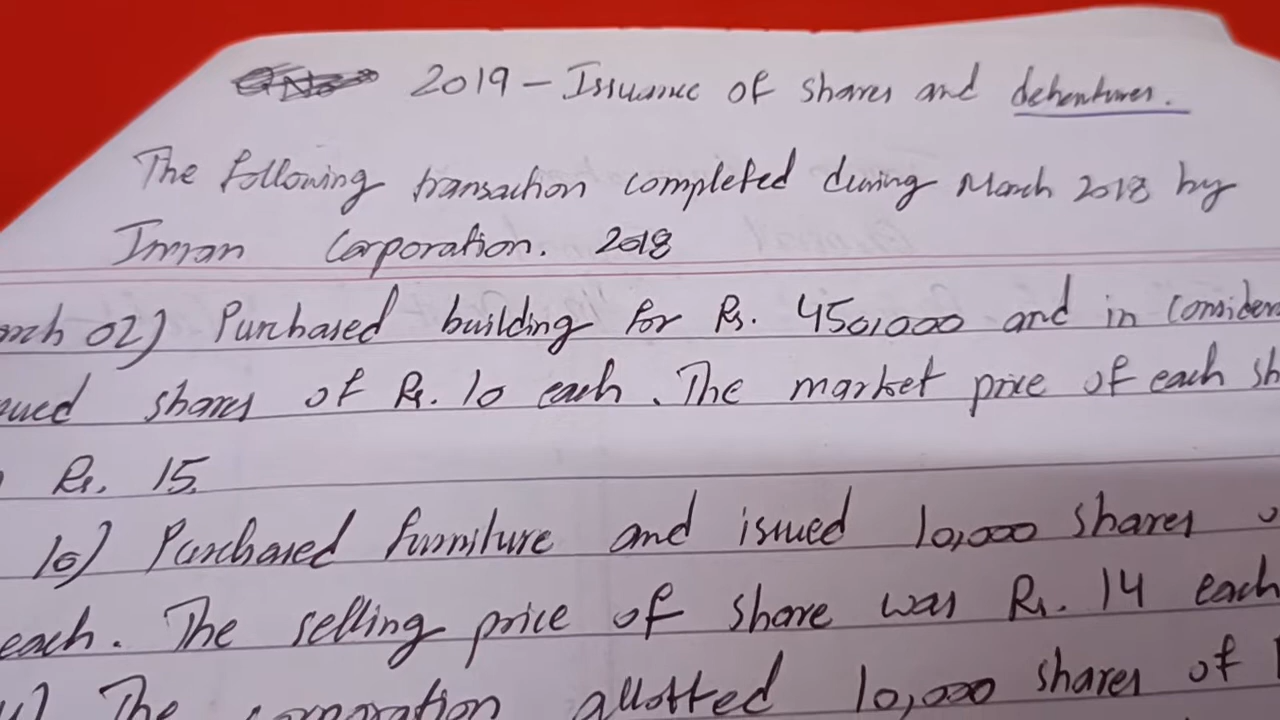 2019 - Issuance of shares and debentures.
The following transaction completed during March 2018 by
Imran Corporation. 2018
02) Purchased building for Rs. 450,000 and in
shares of Rs. 10 each. The market price of each
Rs. 15.
10) Purchased furniture and issued 10,000 shares
each. The selling price of share was Rs. 14 each
The corporation allotted 10,000 shares of